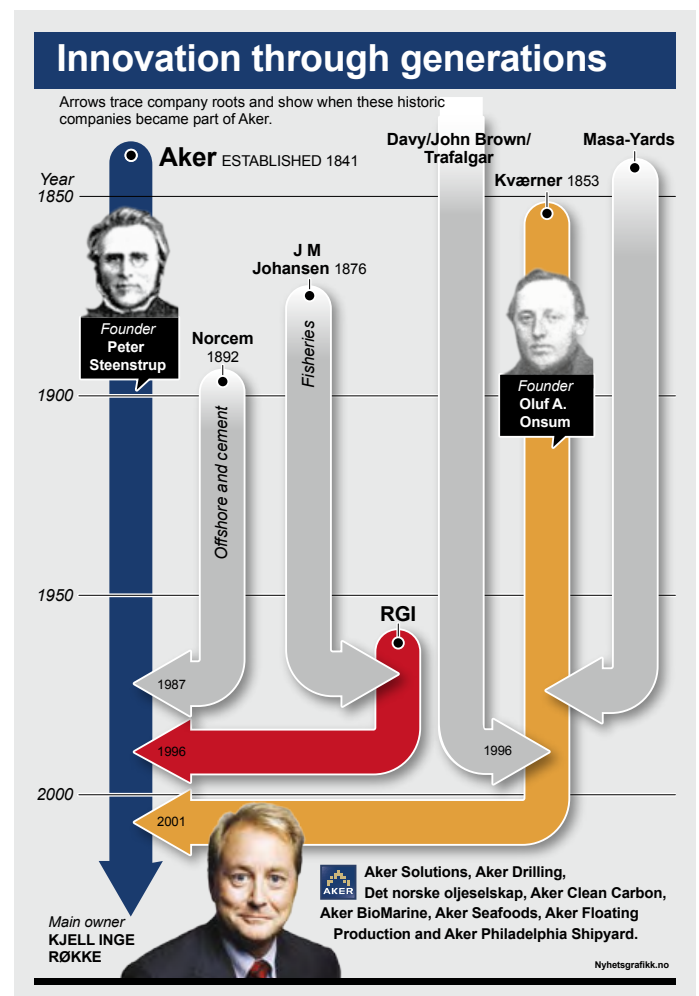 Innovation through generations
Arrows trace company roots and show when these historic
companies became part of Aker.
Aker ESTABLISHED 1841
Davy/John Brown/
Trafalgar
Masa-Yards
Kværner 1853
Year
1850
J M
Johansen 1876
Founder
Peter
Steenstrup
Norcem
1892
Fisheries
Founder
Oluf A.
Onsum
1900
Offshore and cement
1950
RGI
1987
1996
1996
2000
2001
AKER
Aker Solutions, Aker Drilling,
Det norske oljeselskap, Aker Clean Carbon,
Aker BioMarine, Aker Seafoods, Aker Floating
Production and Aker Philadelphia Shipyard.
Main owner
KJELL INGE
RØKKE
Nyhetsgrafikk.no